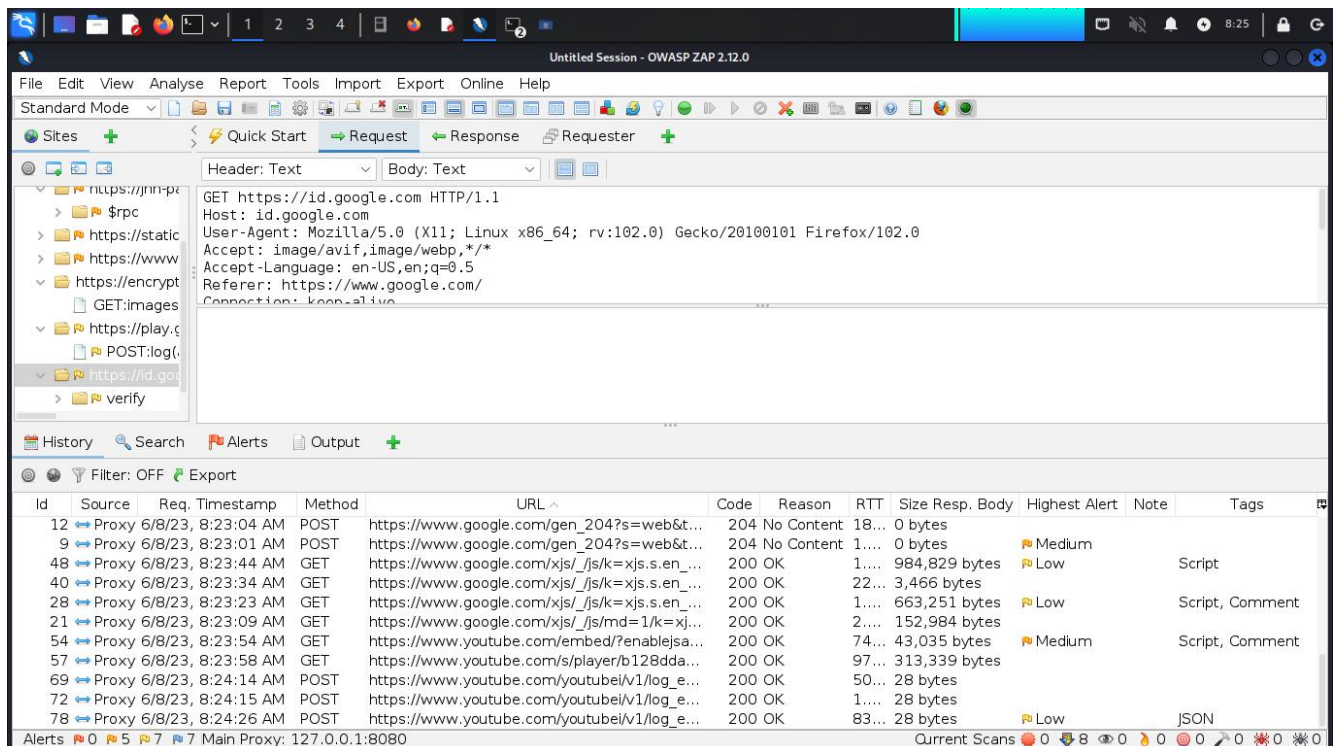 1 2 3 4 2 8:25
Untitled Session - OWASP ZAP 2.12.0
File Edit View Analyse Report Tools Import Export Online Help
Standard Mode
Sites Quick Start Request Response Requester
Header: Text Body: Text
https://jnn-pa
$rpc
https://static
https://www
https://encrypt
GET:images
https://play.g
POST:log(.
https://id.goo
verify
GET https://id.google.com HTTP/1.1
Host: id.google.com
User-Agent: Mozilla/5.0 (X11; Linux x86_64; rv:102.0) Gecko/20100101 Firefox/102.0
Accept: image/avif,image/webp,*/*
Accept-Language: en-US,en;q=0.5
Referer: https://www.google.com/
Connection: keep-alive
History Search Alerts Output
Filter: OFF Export
Id Source Req. Timestamp Method URL Code Reason RTT Size Resp. Body Highest Alert Note Tags
12 Proxy 6/8/23, 8:23:04 AM POST https://www.google.com/gen_204?s=web&t... 204 No Content 18... 0 bytes
9 Proxy 6/8/23, 8:23:01 AM POST https://www.google.com/gen_204?s=web&t... 204 No Content 1.... 0 bytes Medium
48 Proxy 6/8/23, 8:23:44 AM GET https://www.google.com/xjs/_/js/k=xjs.s.en_... 200 OK 1.... 984,829 bytes Low Script
40 Proxy 6/8/23, 8:23:34 AM GET https://www.google.com/xjs/_/js/k=xjs.s.en_... 200 OK 22... 3,466 bytes
28 Proxy 6/8/23, 8:23:23 AM GET https://www.google.com/xjs/_/js/k=xjs.s.en_... 200 OK 1.... 663,251 bytes Low Script, Comment
21 Proxy 6/8/23, 8:23:09 AM GET https://www.google.com/xjs/_/js/md=1/k=xj... 200 OK 2.... 152,984 bytes
54 Proxy 6/8/23, 8:23:54 AM GET https://www.youtube.com/embed/?enablejsa... 200 OK 74... 43,035 bytes Medium Script, Comment
57 Proxy 6/8/23, 8:23:58 AM GET https://www.youtube.com/s/player/b128dda... 200 OK 97... 313,339 bytes
69 Proxy 6/8/23, 8:24:14 AM POST https://www.youtube.com/youtubei/v1/log_e... 200 OK 50... 28 bytes
72 Proxy 6/8/23, 8:24:15 AM POST https://www.youtube.com/youtubei/v1/log_e... 200 OK 1.... 28 bytes
78 Proxy 6/8/23, 8:24:26 AM POST https://www.youtube.com/youtubei/v1/log_e... 200 OK 83... 28 bytes Low JSON
Alerts 0 5 7 7 Main Proxy: 127.0.0.1:8080 Current Scans 0 8 0 0 0 0 0 0